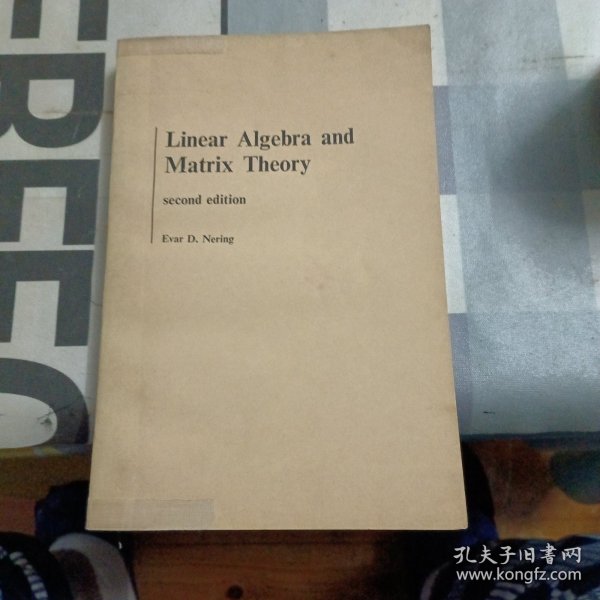 Linear Algebra and
Matrix Theory
second edition
Evar D. Nering
孔夫子旧书网
www.kongfz.com